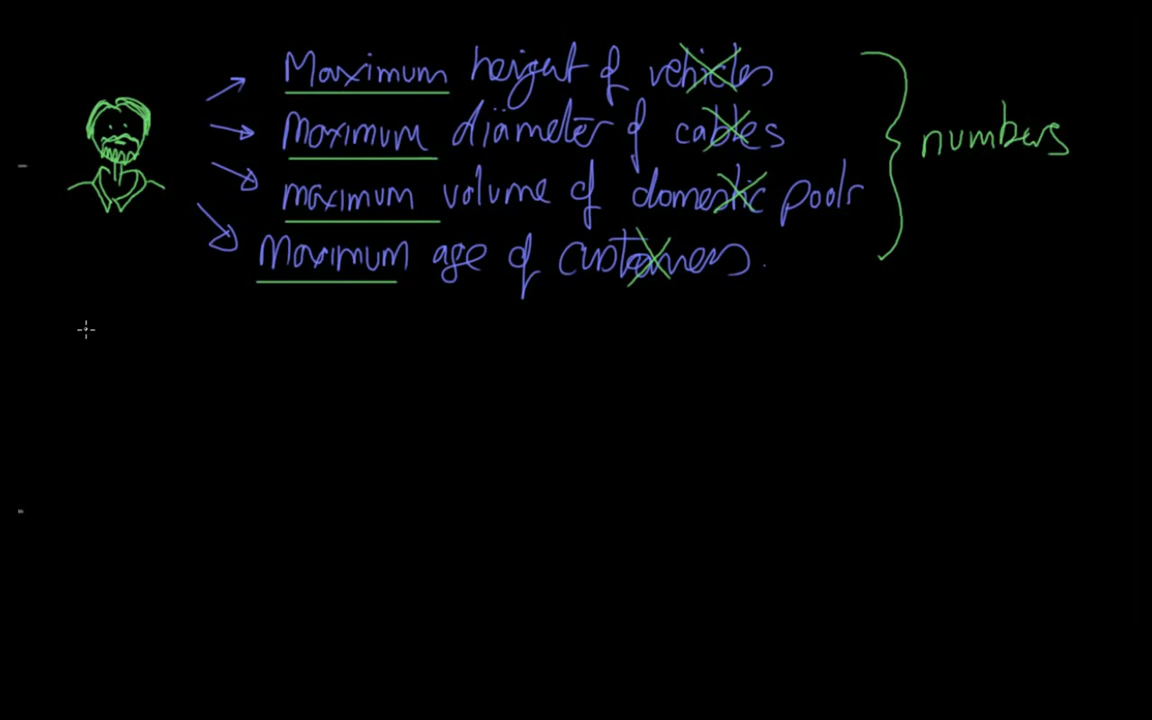 Maximum height of vehicles
Maximum diameter of cables
maximum volume of domestic pools
Maximum age of customers.
numbers